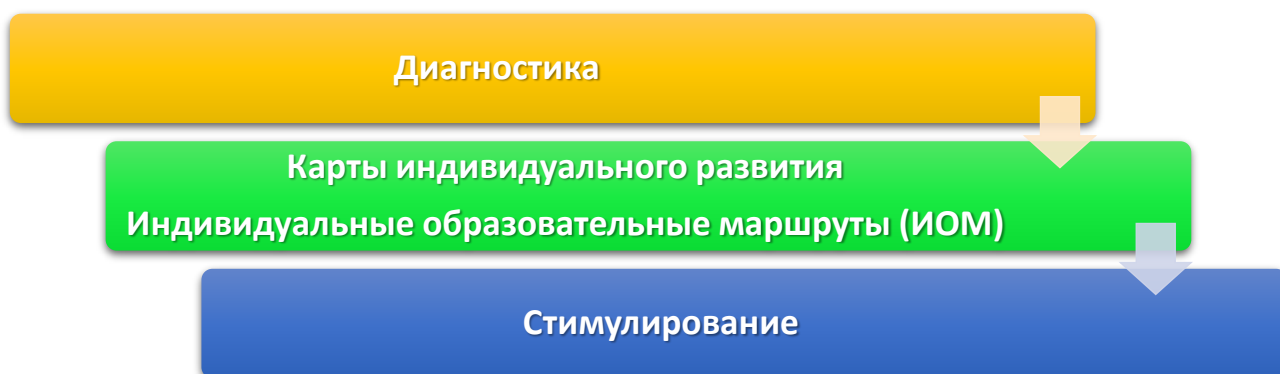 Диагностика
Карты индивидуального развития
Индивидуальные образовательные маршруты (ИОМ)
Стимулирование